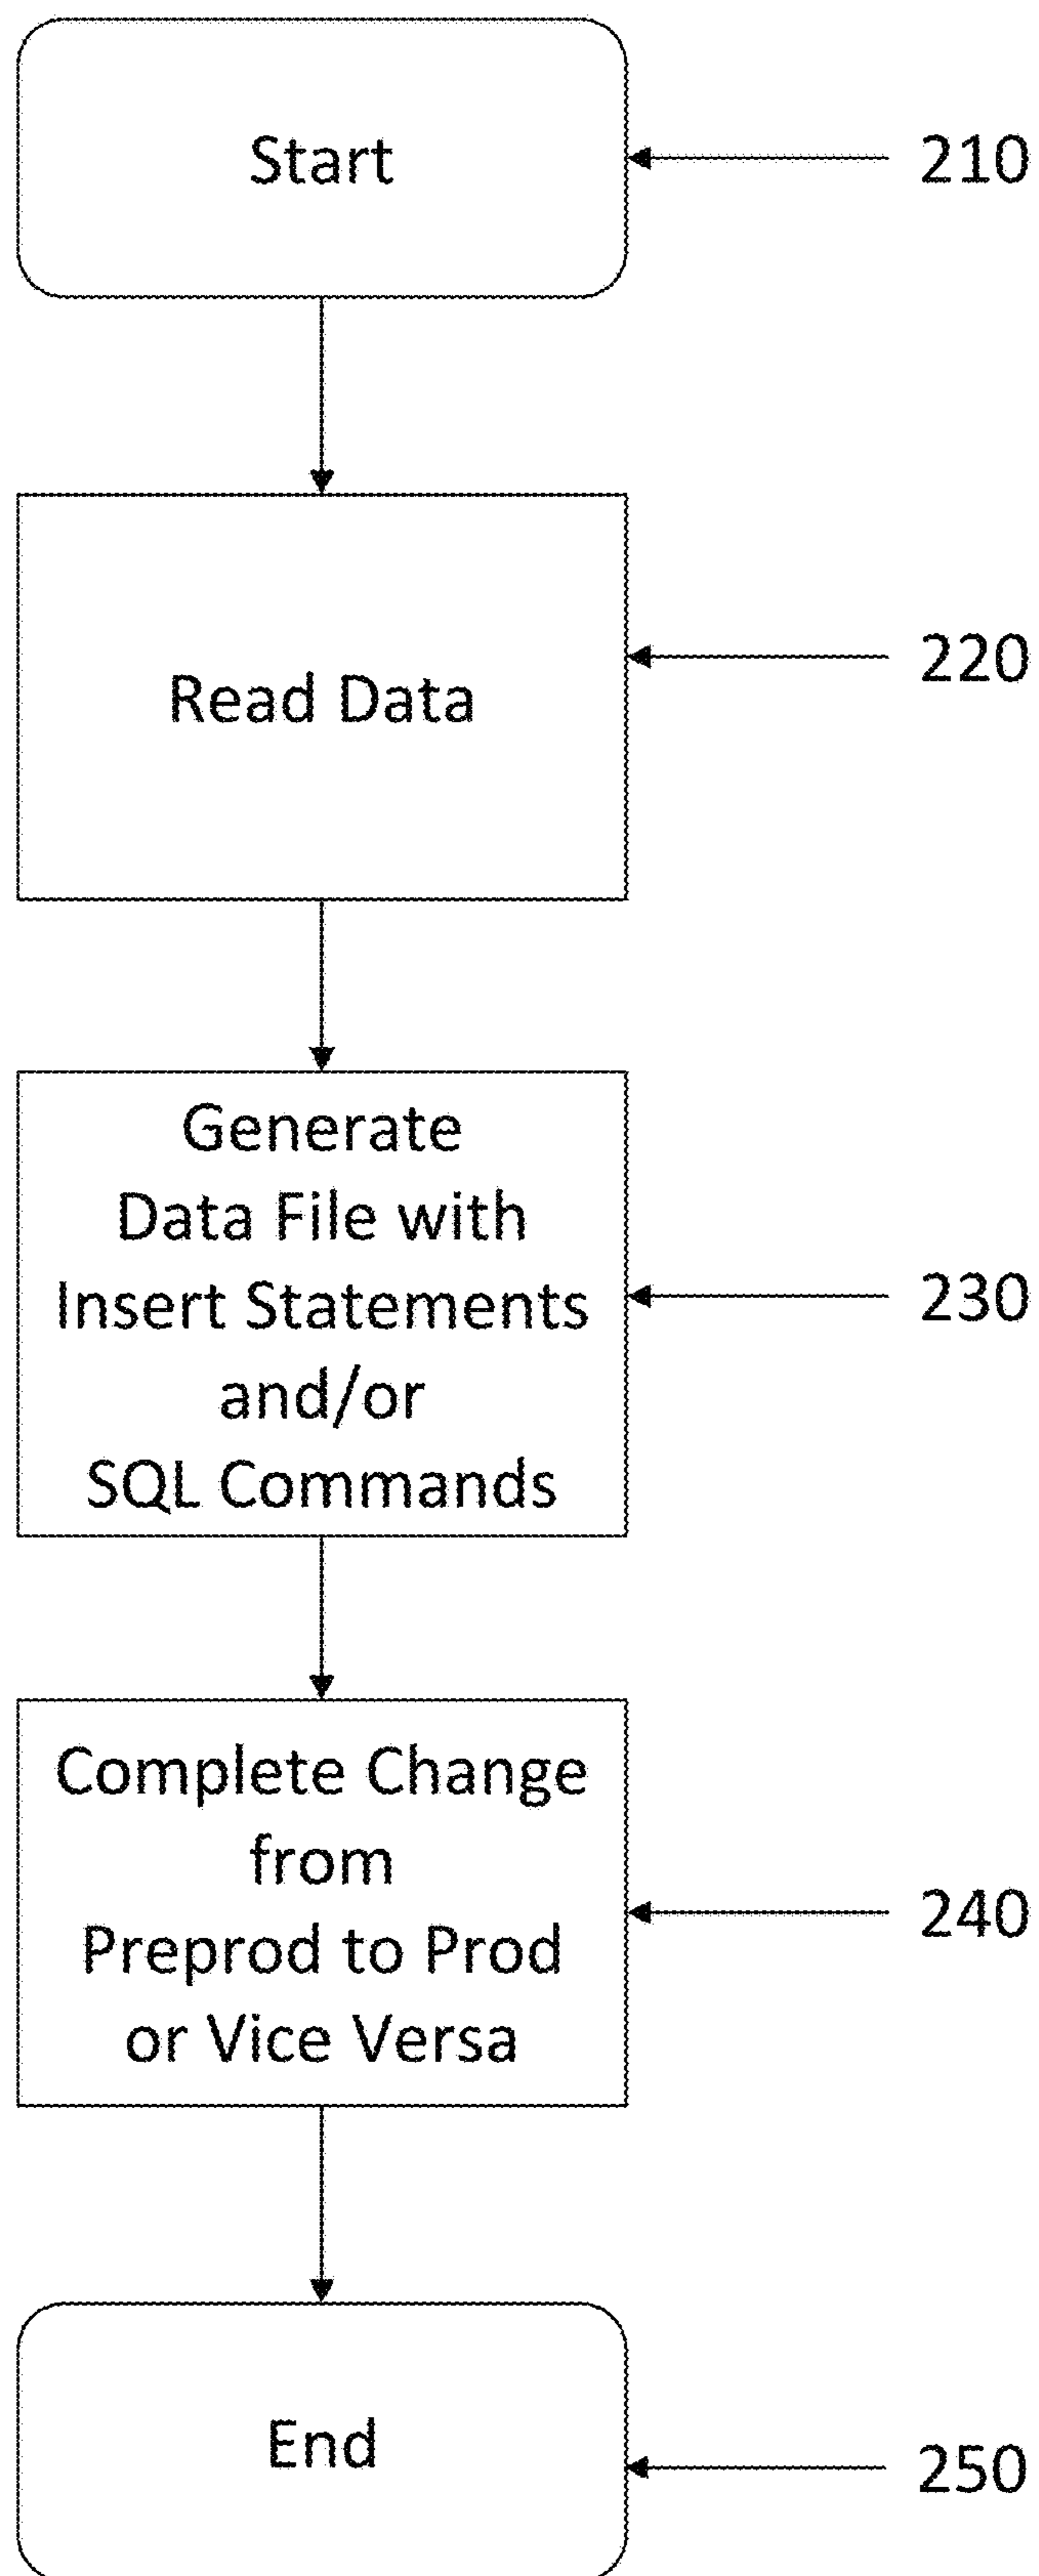 Start
210
Read Data
220
Generate
Data File with
Insert Statements
and/or
SQL Commands
230
Complete Change
from
Preprod to Prod
or Vice Versa
240
End
250